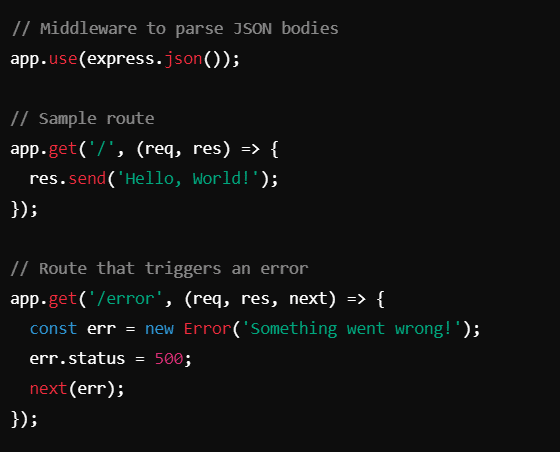 // Middleware to parse JSON bodies
app.use(express.json());

// Sample route
app.get('/', (req, res) => {
  res.send('Hello, World!');
});

// Route that triggers an error
app.get('/error', (req, res, next) => {
  const err = new Error('Something went wrong!');
  err.status = 500;
  next(err);
});